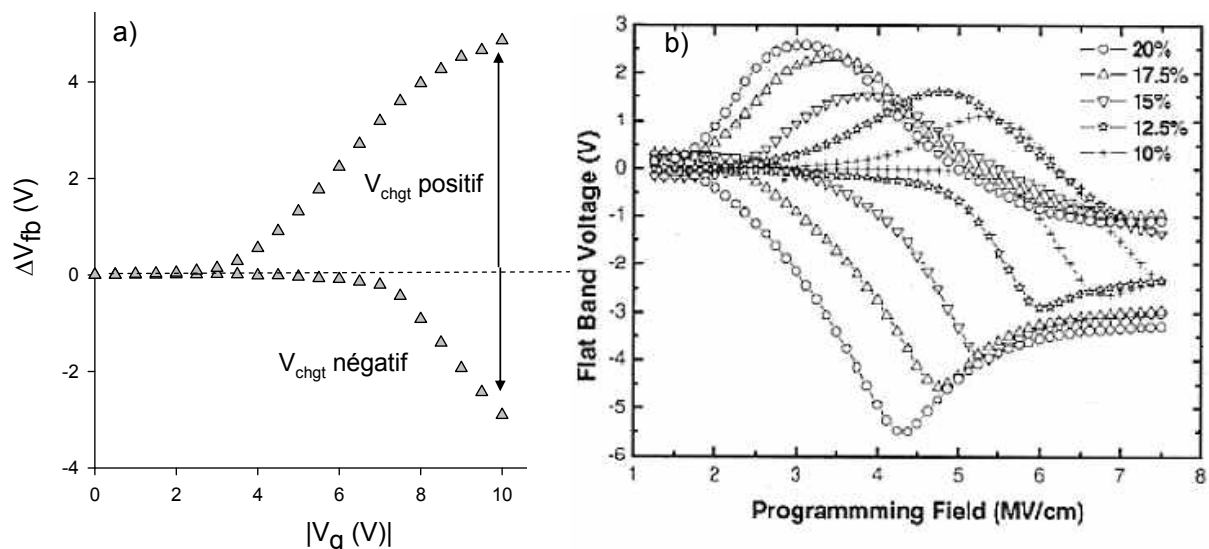 a)
ΔVfb (V)
4
2
0
-2
-4
Vchgt positif
Vchgt négatif
0 2 4 6 8 10
|Vg (V)|
b)
Flat Band Voltage (V)
3
2
1
0
-1
-2
-3
-4
-5
-6
20%
17.5%
15%
12.5%
10%
1 2 3 4 5 6 7 8
Programmming Field (MV/cm)